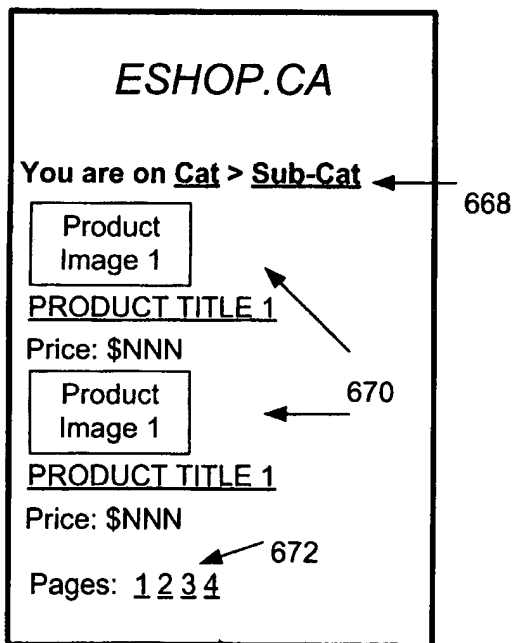 ESHOP.CA
You are on Cat > Sub-Cat
668
Product
Image 1
PRODUCT TITLE 1
Price: $NNN
670
Product
Image 1
PRODUCT TITLE 1
Price: $NNN
672
Pages: 1 2 3 4